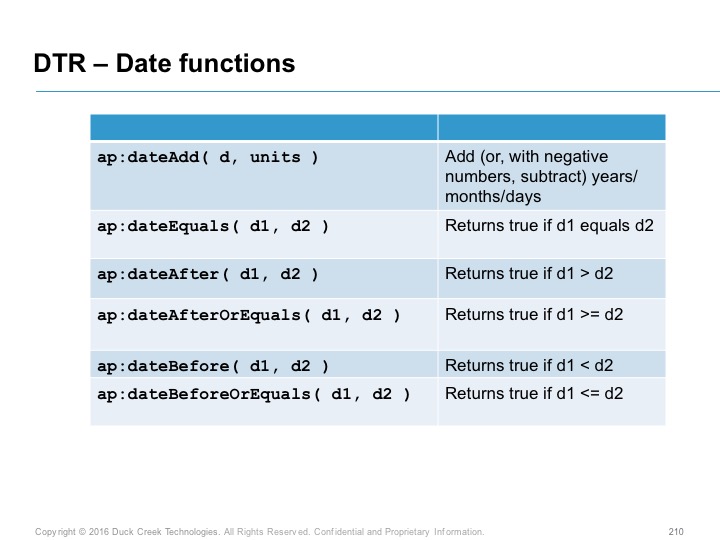 DTR – Date functions
ap:dateAdd( d, units )
Add (or, with negative
numbers, subtract) years/
months/days
ap:dateEquals( d1, d2 )
Returns true if d1 equals d2
ap:dateAfter( d1, d2 )
Returns true if d1 > d2
ap:dateAfterOrEquals( d1, d2 )
Returns true if d1 >= d2
ap:dateBefore( d1, d2 )
Returns true if d1 < d2
ap:dateBeforeOrEquals( d1, d2 )
Returns true if d1 <= d2
Copyright © 2016 Duck Creek Technologies. All Rights Reserved. Confidential and Proprietary Information.
210